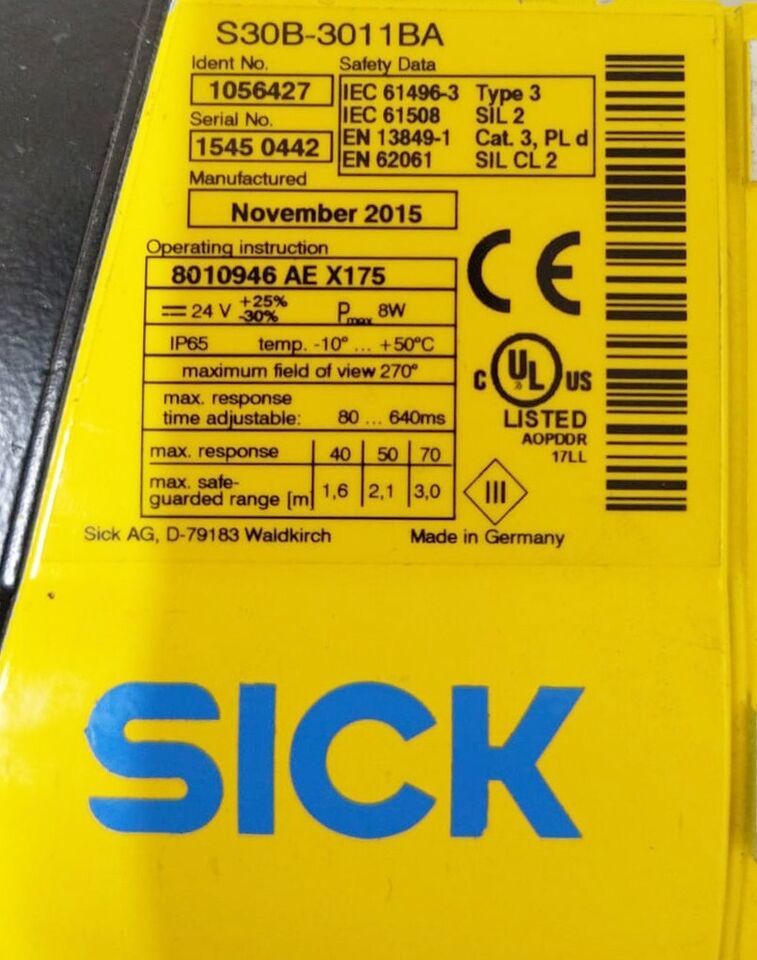 S30B-3011BA
Ident No.
1056427
Serial No.
1545 0442
Safety Data
IEC 61496-3 Type 3
IEC 61508 SIL 2
EN 13849-1 Cat. 3, PL d
EN 62061 SIL CL 2
Manufactured
November 2015
Operating instruction
8010946 AE X175
24 V +25% -30% Pmax 8W
IP65 temp. -10° ... +50°C
maximum field of view 270°
max. response
time adjustable: 80 ... 640ms
max. response 40 50 70
max. safe-
guarded range [m] 1,6 2,1 3,0
CE
C UL US
LISTED
AOPDDR
17LL
III
Sick AG, D-79183 Waldkirch Made in Germany
SICK